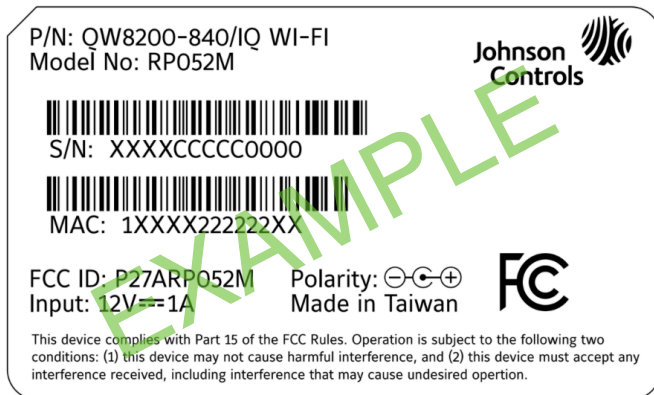 P/N: QW8200-840/IQ WI-FI
Model No: RP052M
Johnson
Controls
S/N: XXXXCCCCC0000
MAC: 1XXXX222222XX
EXAMPLE
FCC ID: P27ARP052M
Input: 12V⎓1A
Polarity: ⊖-C-⊕
Made in Taiwan
FC
This device complies with Part 15 of the FCC Rules. Operation is subject to the following two
conditions: (1) this device may not cause harmful interference, and (2) this device must accept any
interference received, including interference that may cause undesired opertion.